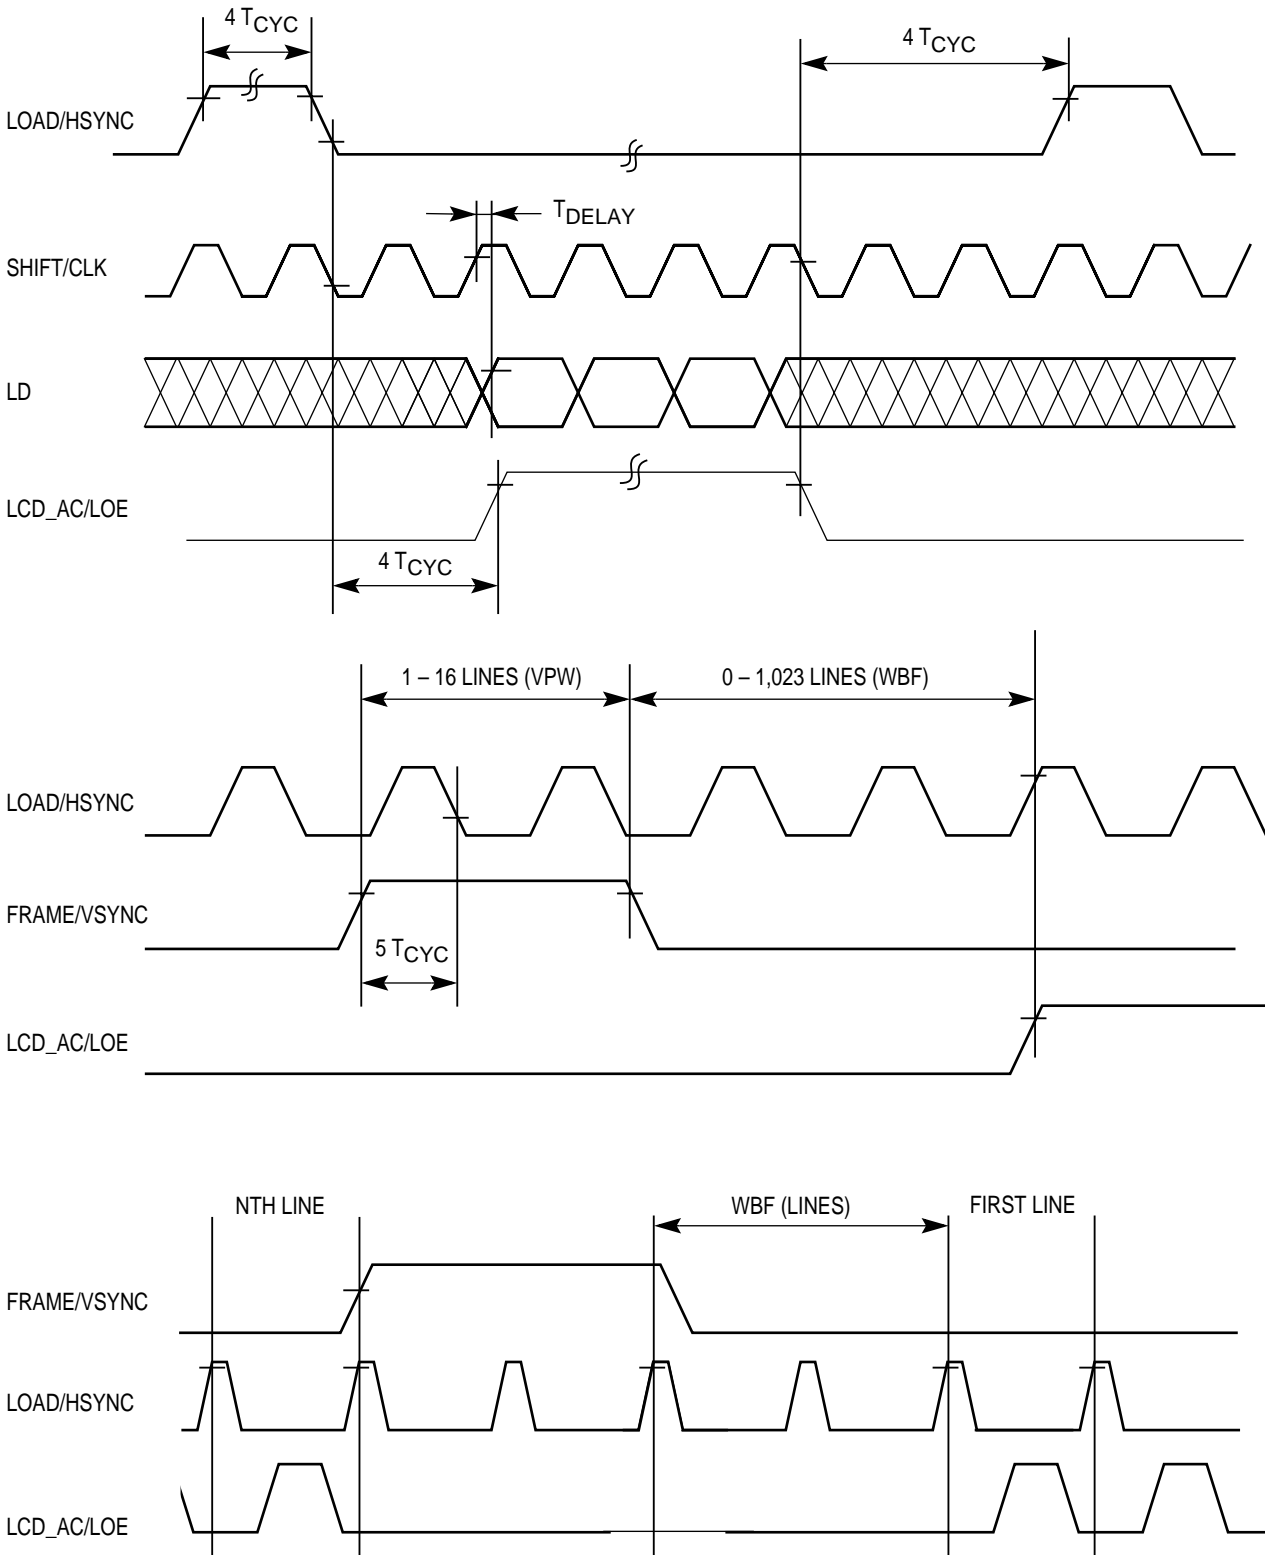 4 TCYC
4 TCYC
LOAD/HSYNC
TDELAY
SHIFT/CLK
LD
LCD_AC/LOE
4 TCYC
1 – 16 LINES (VPW)
0 – 1,023 LINES (WBF)
LOAD/HSYNC
FRAME/VSYNC
5 TCYC
LCD_AC/LOE
NTH LINE
WBF (LINES)
FIRST LINE
FRAME/VSYNC
LOAD/HSYNC
LCD_AC/LOE